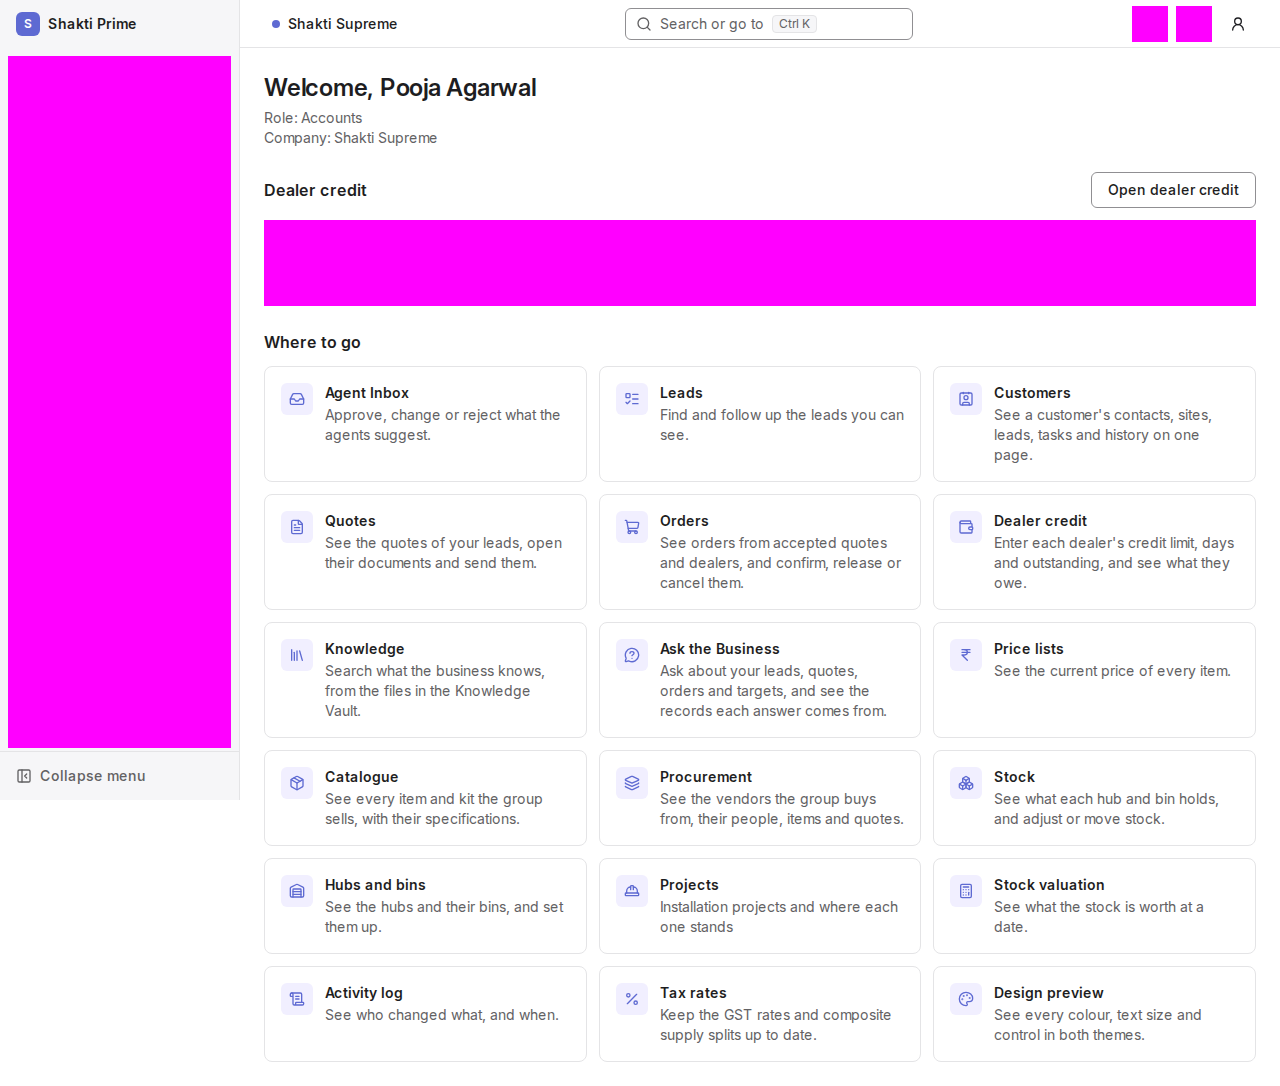 S Shakti Prime
Shakti Supreme
Search or go to Ctrl K
Welcome, Pooja Agarwal
Role: Accounts
Company: Shakti Supreme
Dealer credit
Open dealer credit
Where to go
Agent Inbox
Approve, change or reject what the
agents suggest.
Leads
Find and follow up the leads you can
see.
Customers
See a customer's contacts, sites,
leads, tasks and history on one
page.
Quotes
See the quotes of your leads, open
their documents and send them.
Orders
See orders from accepted quotes
and dealers, and confirm, release or
cancel them.
Dealer credit
Enter each dealer's credit limit, days
and outstanding, and see what they
owe.
Knowledge
Search what the business knows,
from the files in the Knowledge
Vault.
Ask the Business
Ask about your leads, quotes,
orders and targets, and see the
records each answer comes from.
Price lists
See the current price of every item.
Catalogue
See every item and kit the group
sells, with their specifications.
Procurement
See the vendors the group buys
from, their people, items and quotes.
Stock
See what each hub and bin holds,
and adjust or move stock.
Hubs and bins
See the hubs and their bins, and set
them up.
Projects
Installation projects and where each
one stands
Stock valuation
See what the stock is worth at a
date.
Activity log
See who changed what, and when.
Tax rates
Keep the GST rates and composite
supply splits up to date.
Design preview
See every colour, text size and
control in both themes.
Collapse menu